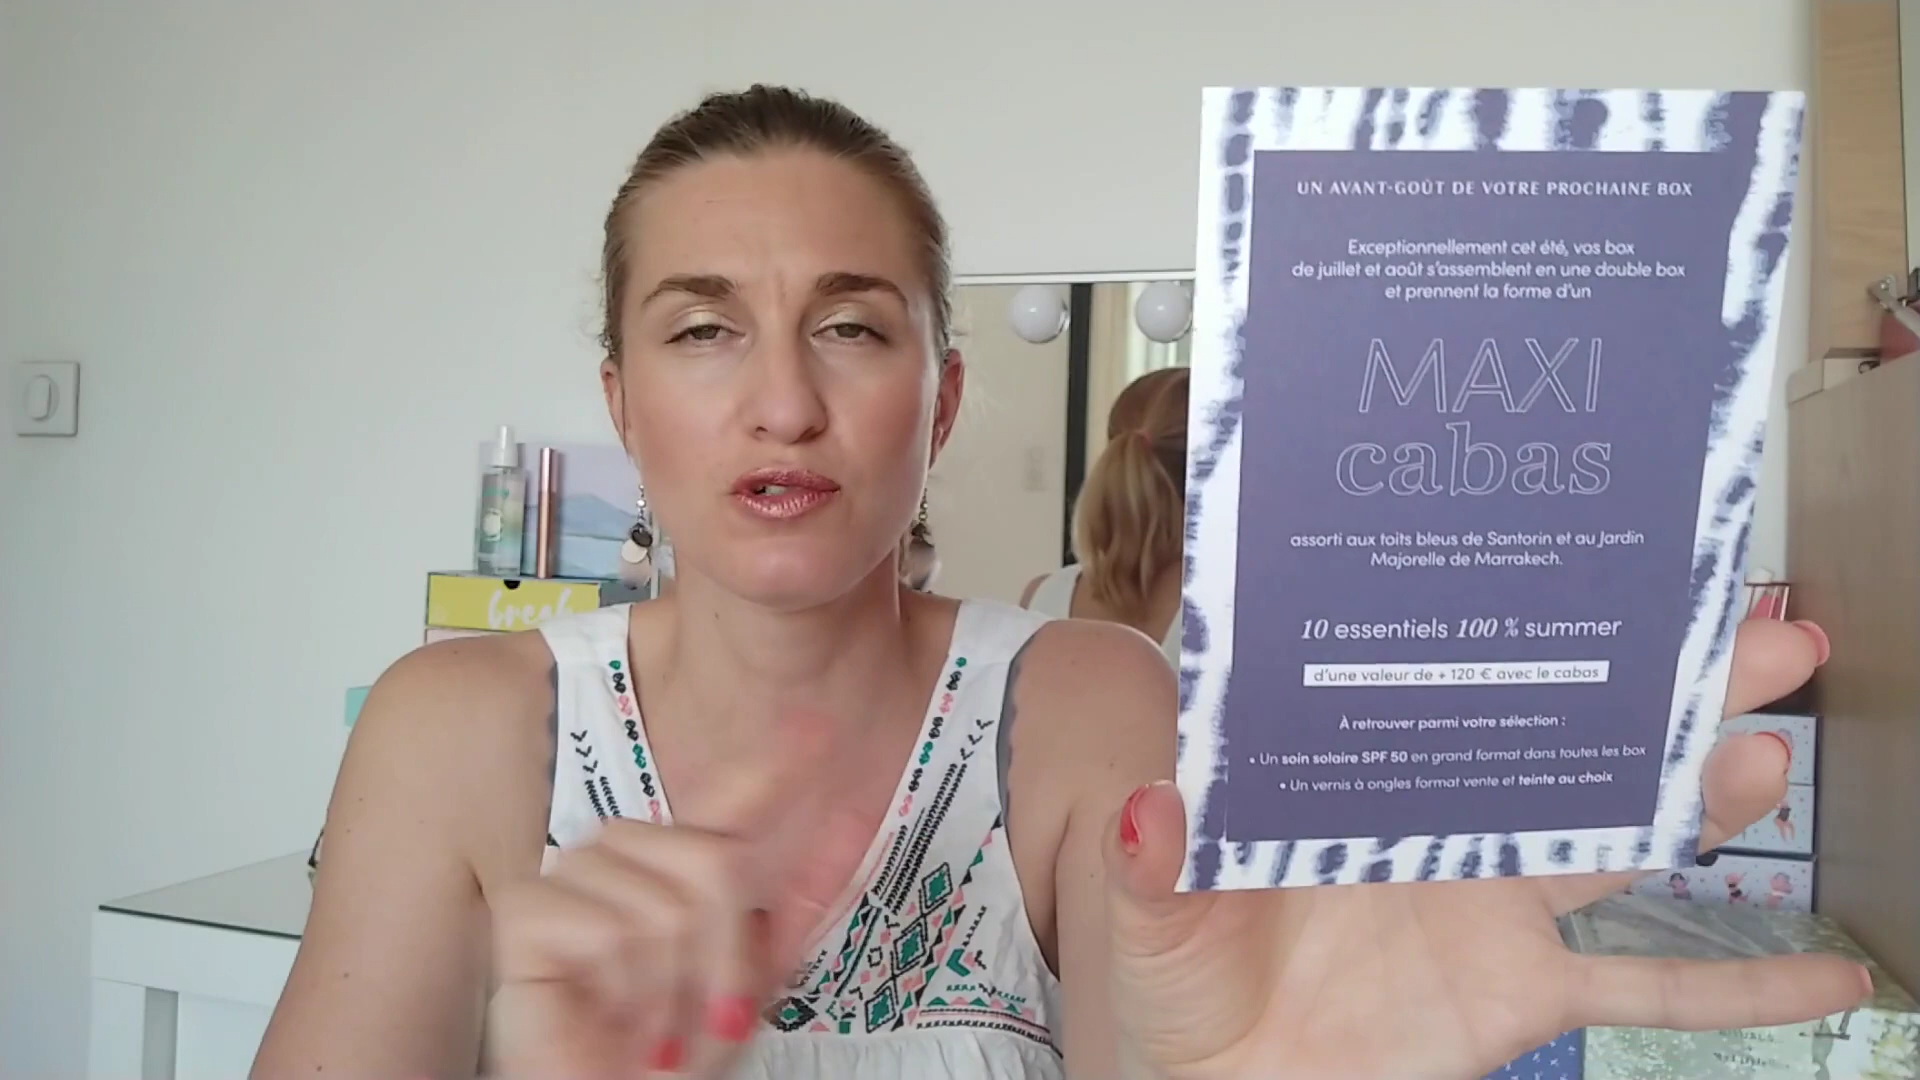 UN AVANT-GOÛT DE VOTRE PROCHAINE BOX
Exceptionnellement cet été, vos box
de juillet et août s'assemblent en une double box
et prennent la forme d'un
MAXI
cabas
assorti aux toits bleus de Santorin et au Jardin
Majorelle de Marrakech.
10 essentiels 100 % summer
d'une valeur de + 120 € avec le cabas
À retrouver parmi votre sélection :
• Un soin solaire SPF 50 en grand format dans toutes les box
• Un vernis à ongles format vente et teinte au choix
break